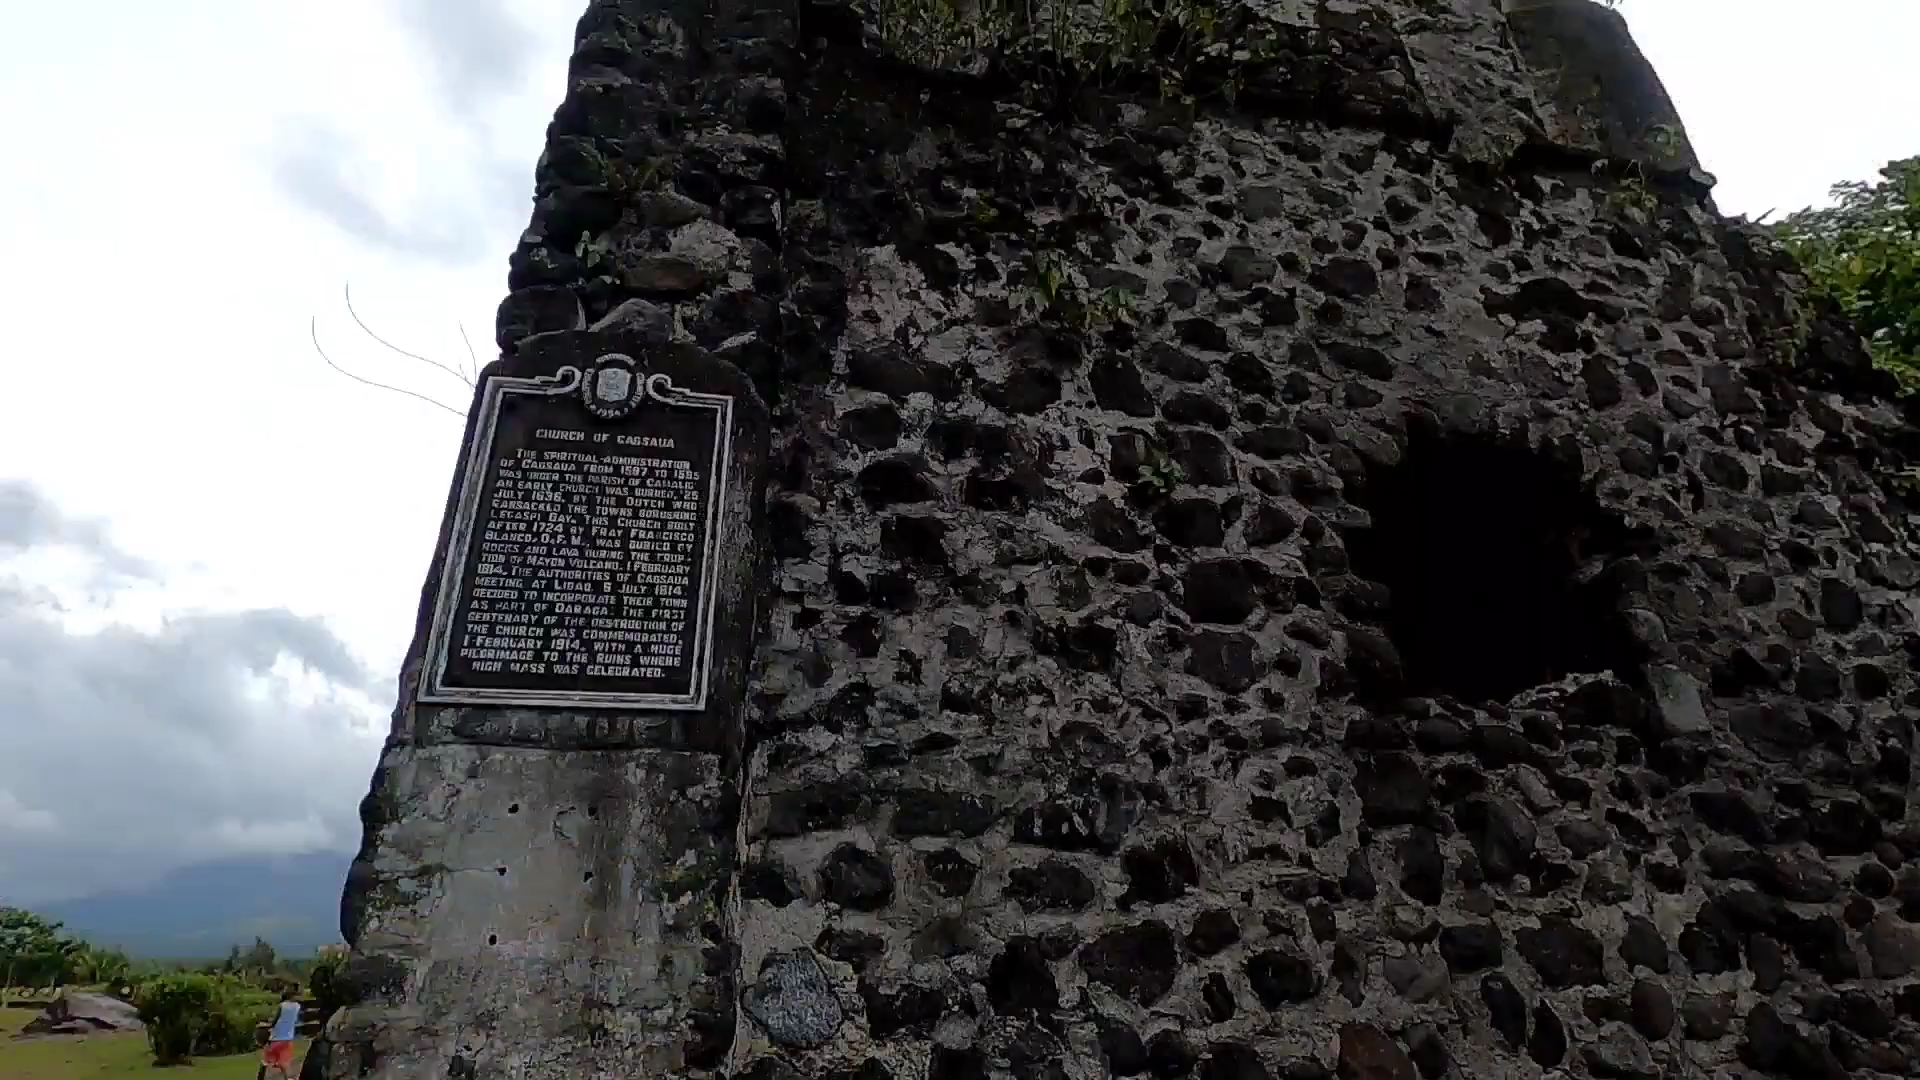 1954
CHURCH OF CAGSAUA
THE SPIRITUAL-ADMINISTRATION
OF CAGSAUA FROM 1587 TO 1595
WAS UNDER THE PARISH OF CAMALIG.
AN EARLY CHURCH WAS BURNED, 25
JULY 1636, BY THE DUTCH WHO
RANSACKED THE TOWNS BORDERING
LEGASPI BAY. THIS CHURCH BUILT
AFTER 1724 BY FRAY FRANCISCO
BLANCO, O.F.M., WAS BURIED BY
ROCKS AND LAVA DURING THE ERUP-
TION OF MAYON VOLCANO, 1 FEBRUARY
1814. THE AUTHORITIES OF CAGSAUA
MEETING AT LIBAO, 5 JULY 1814,
DECIDED TO INCORPORATE THEIR TOWN
AS PART OF DARAGA. THE FIRST
CENTENARY OF THE DESTRUCTION OF
THE CHURCH WAS COMMEMORATED,
1 FEBRUARY 1914, WITH A HUGE
PILGRIMAGE TO THE RUINS WHERE
HIGH MASS WAS CELEBRATED.